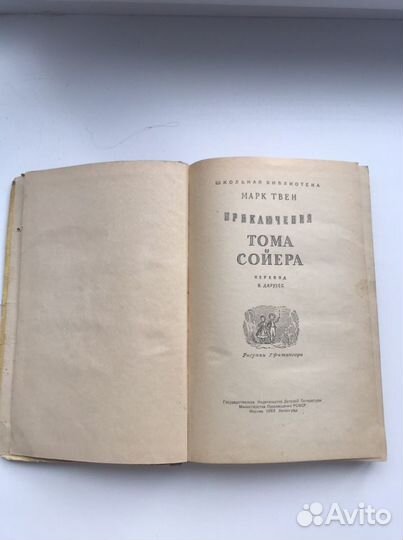 ШКОЛЬНАЯ БИБЛИОТЕКА
МАРК ТВЕН
ПРИКЛЮЧЕНИЯ
ТОМА
СОЙЕРА
ПЕРЕВОД
Н. ДАРУЗЕС
Рисунки Г. Фитингофа
Государственное Издательство Детской Литературы
Министерства Просвещения РСФСР
Москва Ленинград
Avito